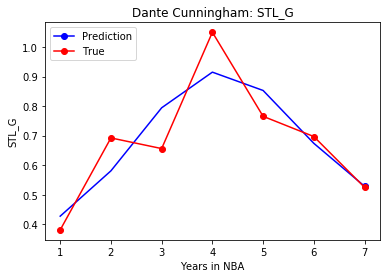 Dante Cunningham: STL_G
Prediction
True
STL_G
1.0
0.9
0.8
0.7
0.6
0.5
0.4
1 2 3 4 5 6 7
Years in NBA